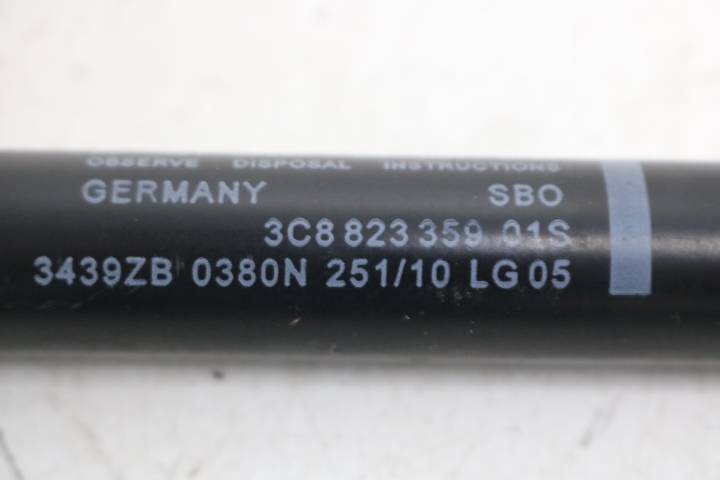 OBSERVE DISPOSAL INSTRUCTIONS
GERMANY SBO
3C8 823 359 01S
3439ZB 0380N 251/10 LG 05